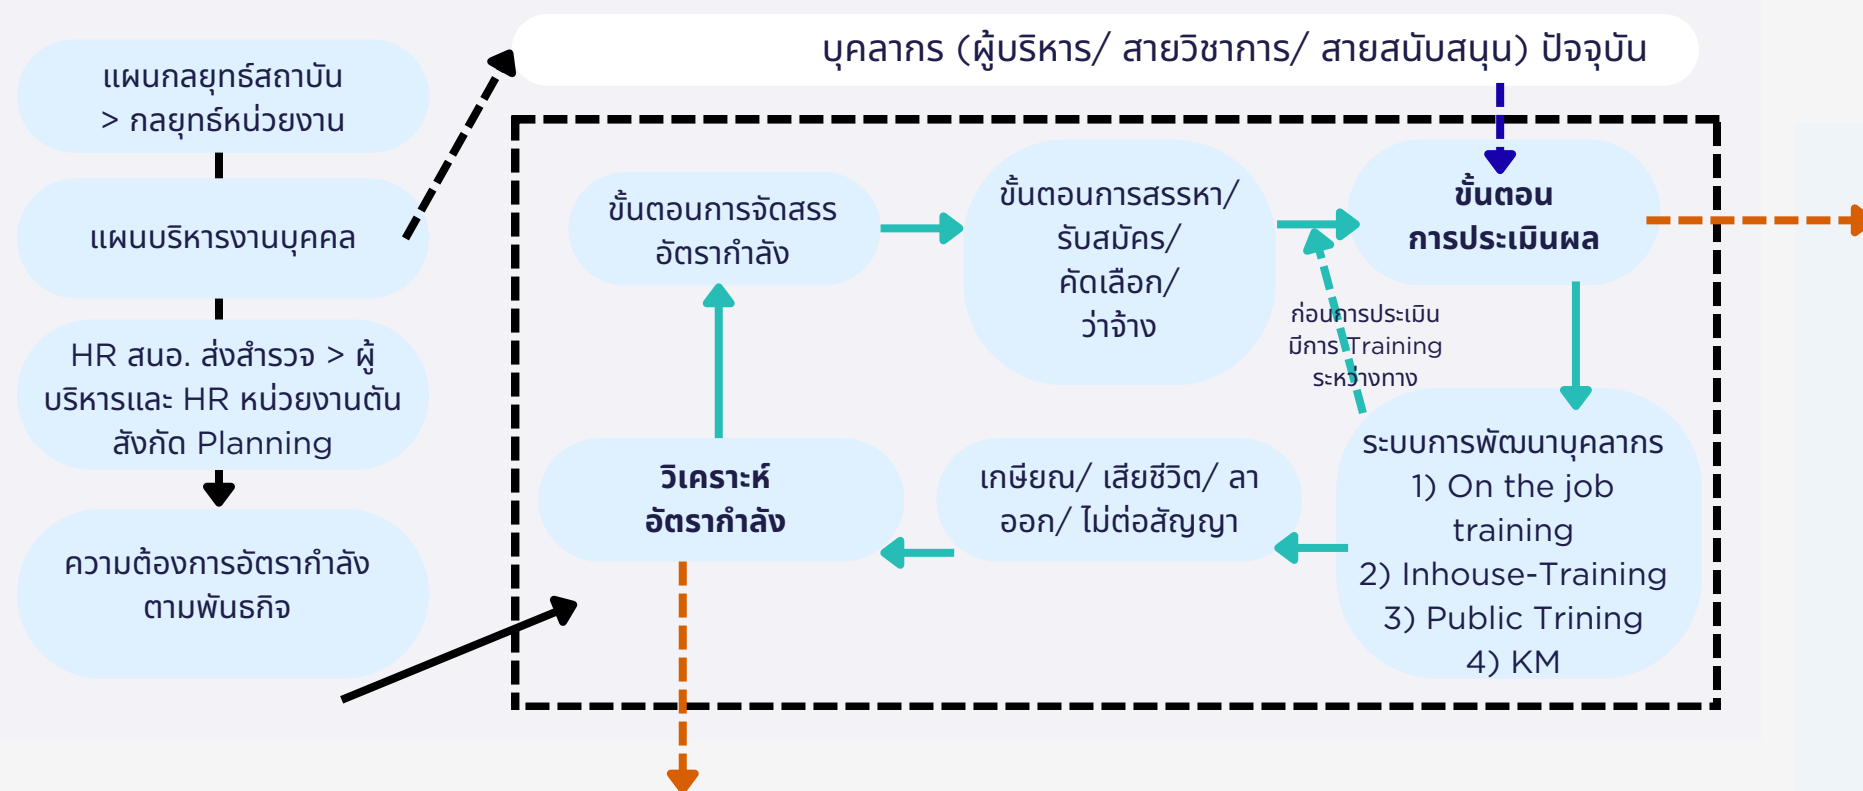 บุคลากร (ผู้บริหาร/ สายวิชาการ/ สายสนับสนุน) ปัจจุบัน
แผนกลยุทธ์สถาบัน
> กลยุทธ์หน่วยงาน
แผนบริหารงานบุคคล
HR สนอ. ส่งสำรวจ > ผู้
บริหารและ HR หน่วยงานต้น
สังกัด Planning
ความต้องการอัตรากำลัง
ตามพันธกิจ
ขั้นตอนการจัดสรร
อัตรากำลัง
ขั้นตอนการสรรหา/
รับสมัคร/
คัดเลือก/
ว่าจ้าง
ขั้นตอน
การประเมินผล
ก่อนการประเมิน
มีการ Training
ระหว่างทาง
วิเคราะห์
อัตรากำลัง
เกษียณ/ เสียชีวิต/ ลา
ออก/ ไม่ต่อสัญญา
ระบบการพัฒนาบุคลากร
1) On the job
training
2) Inhouse-Training
3) Public Trining
4) KM